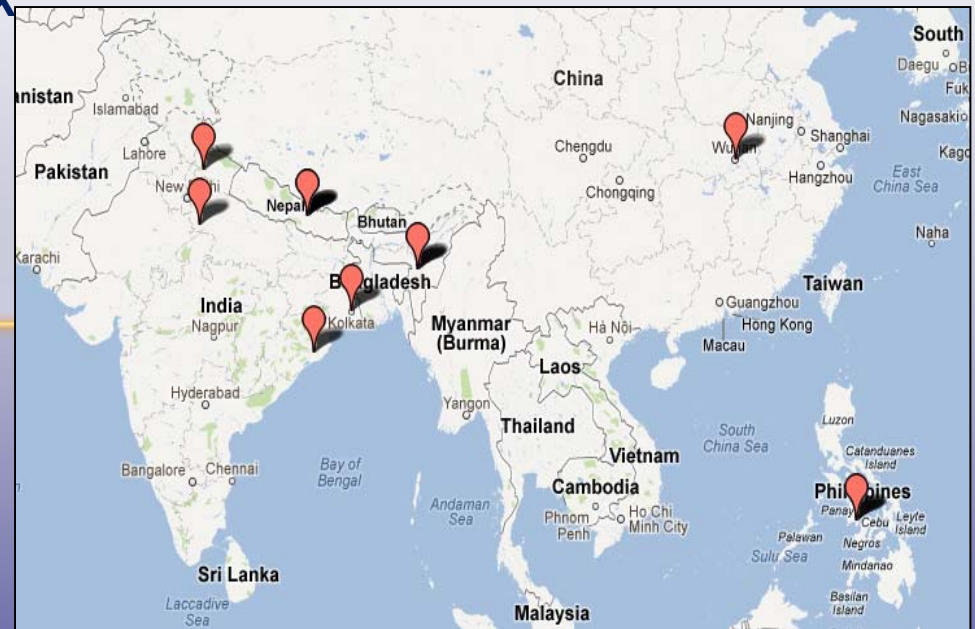 South
Daegu
China
anistan
Islamabad
Nagasaki
Nanjing
Lahore
Shanghai
Chengdu
Pakistan
Hangzhou
East
China Sea
Chongqing
Nepal
Bhutan
Naha
Karachi
Bangladesh
Taiwan
India
Guangzhou
Nagpur
Kolkata
Myanmar
(Burma)
Hà Nôi
Hong Kong
Macau
Laos
Hyderabad
Yangon
Thailand
Luzon
South
China Sea
Vietnam
Catanduanes
Island
Bangalore
Chennai
Bay of
Bengal
Cambodia
Philippines
Andaman
Sea
Phnom
Penh
Ho Chi
Minh City
Panay
Cebu
Leyte
Island
Palawan
Negros
Sulu Sea
Mindanao
Sri Lanka
Basilan
Island
Laccadive
Sea
Malaysia